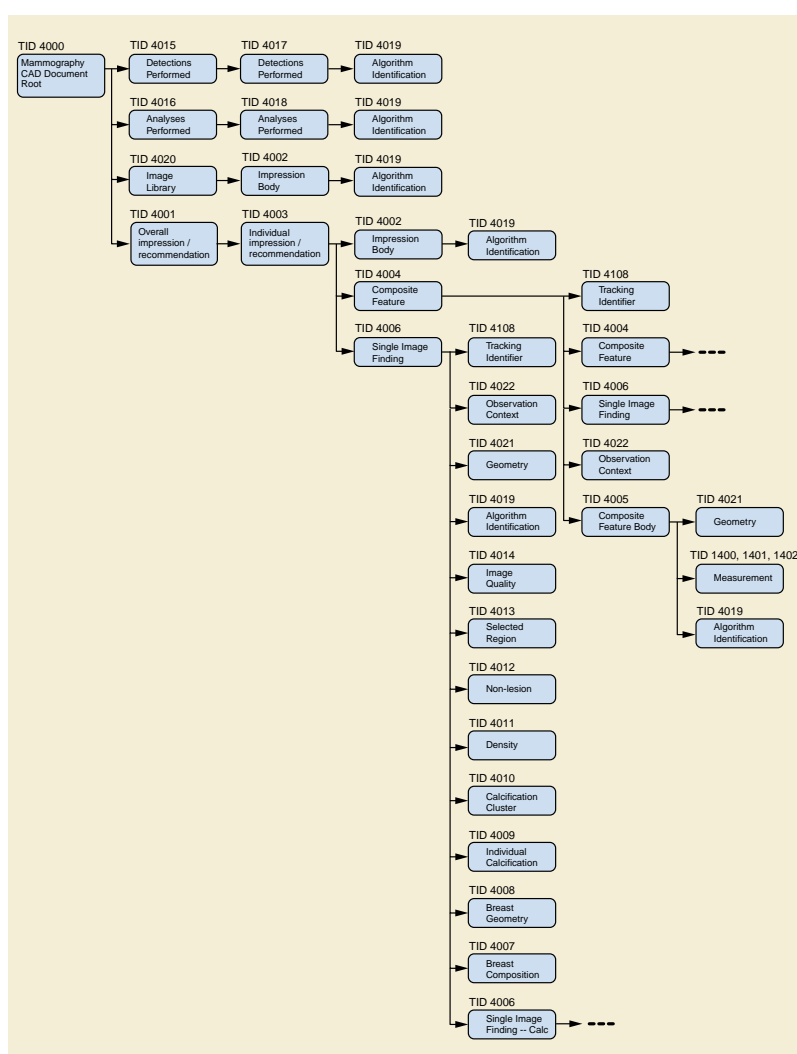 TID 4000
Mammography
CAD Document
Root
TID 4015
Detections
Performed
TID 4017
Detections
Performed
TID 4019
Algorithm
Identification
TID 4016
Analyses
Performed
TID 4018
Analyses
Performed
TID 4019
Algorithm
Identification
TID 4020
Image
Library
TID 4002
Impression
Body
TID 4019
Algorithm
Identification
TID 4001
Overall
impression /
recommendation
TID 4003
Individual
impression /
recommendation
TID 4002
Impression
Body
TID 4019
Algorithm
Identification
TID 4004
Composite
Feature
TID 4108
Tracking
Identifier
TID 4006
Single Image
Finding
TID 4108
Tracking
Identifier
TID 4004
Composite
Feature
TID 4022
Observation
Context
TID 4006
Single Image
Finding
TID 4021
Geometry
TID 4022
Observation
Context
TID 4019
Algorithm
Identification
TID 4005
Composite
Feature Body
TID 4021
Geometry
TID 4014
Image
Quality
TID 1400, 1401, 1402
Measurement
TID 4013
Selected
Region
TID 4019
Algorithm
Identification
TID 4012
Non-lesion
TID 4011
Density
TID 4010
Calcification
Cluster
TID 4009
Individual
Calcification
TID 4008
Breast
Geometry
TID 4007
Breast
Composition
TID 4006
Single Image
Finding -- Calc